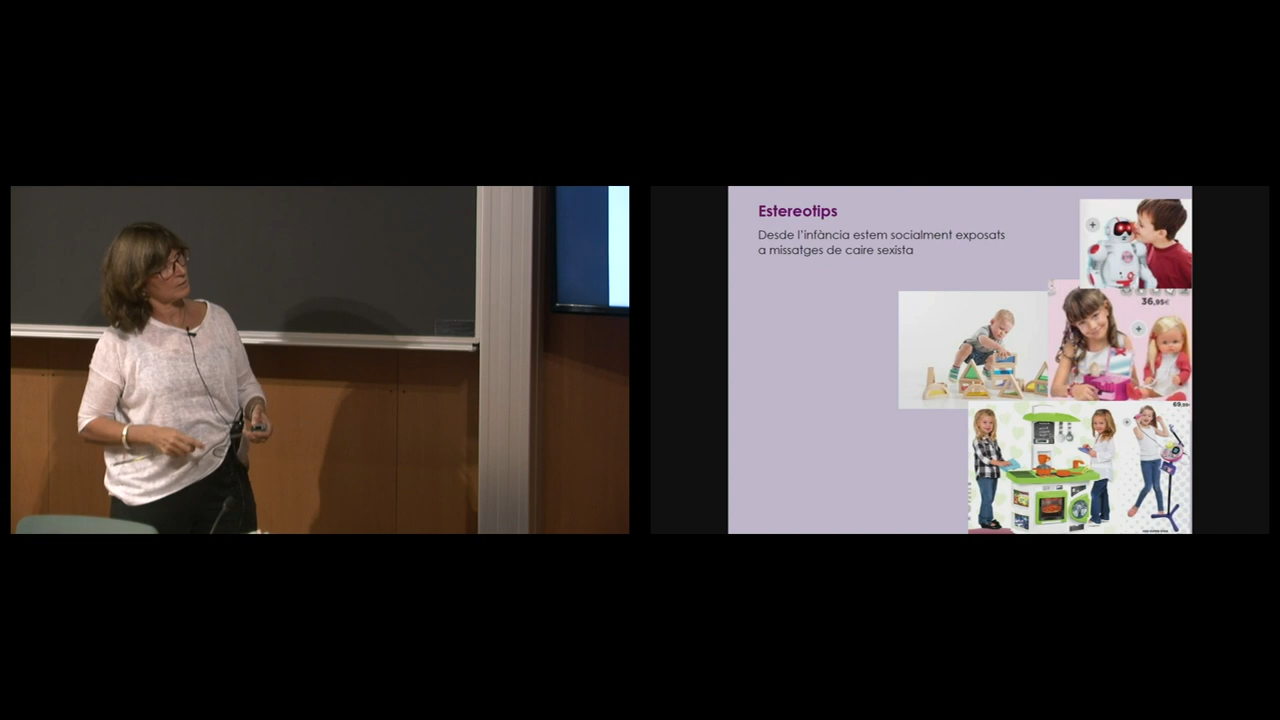 Estereotips
Desde l'infància estem socialment exposats
a missatges de caire sexista
36,95€
69,99€